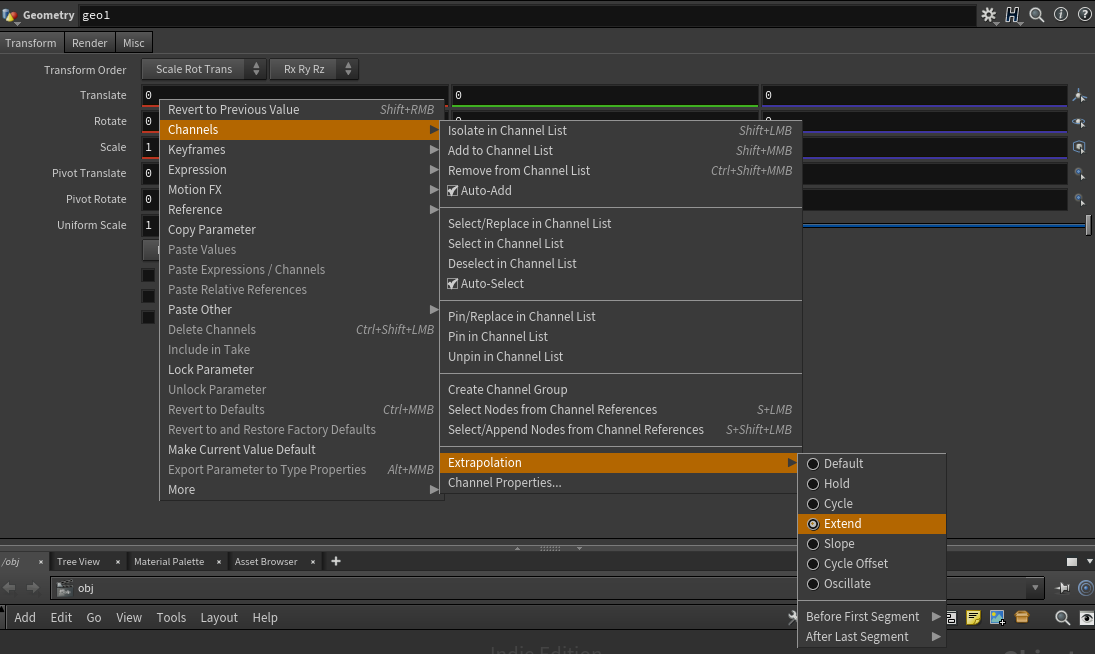 Geometry geo1
Transform Render Misc
Transform Order Scale Rot Trans Rx Ry Rz
Translate 0 0 0
Rotate 0 0 0
Scale 1
Pivot Translate 0
Pivot Rotate 0
Uniform Scale 1
Revert to Previous Value Shift+RMB
Channels
Keyframes
Expression
Motion FX
Reference
Copy Parameter
Paste Values
Paste Expressions / Channels
Paste Relative References
Paste Other
Delete Channels Ctrl+Shift+LMB
Include in Take
Lock Parameter
Unlock Parameter
Revert to Defaults Ctrl+MMB
Revert to and Restore Factory Defaults
Make Current Value Default
Export Parameter to Type Properties Alt+MMB
More
Isolate in Channel List Shift+LMB
Add to Channel List Shift+MMB
Remove from Channel List Ctrl+Shift+MMB
Auto-Add
Select/Replace in Channel List
Select in Channel List
Deselect in Channel List
Auto-Select
Pin/Replace in Channel List
Pin in Channel List
Unpin in Channel List
Create Channel Group
Select Nodes from Channel References S+LMB
Select/Append Nodes from Channel References S+Shift+LMB
Extrapolation
Channel Properties...
Default
Hold
Cycle
Extend
Slope
Cycle Offset
Oscillate
Before First Segment
After Last Segment
/obj × Tree View × Material Palette × Asset Browser × +
obj
Add Edit Go View Tools Layout Help
Indie Edition